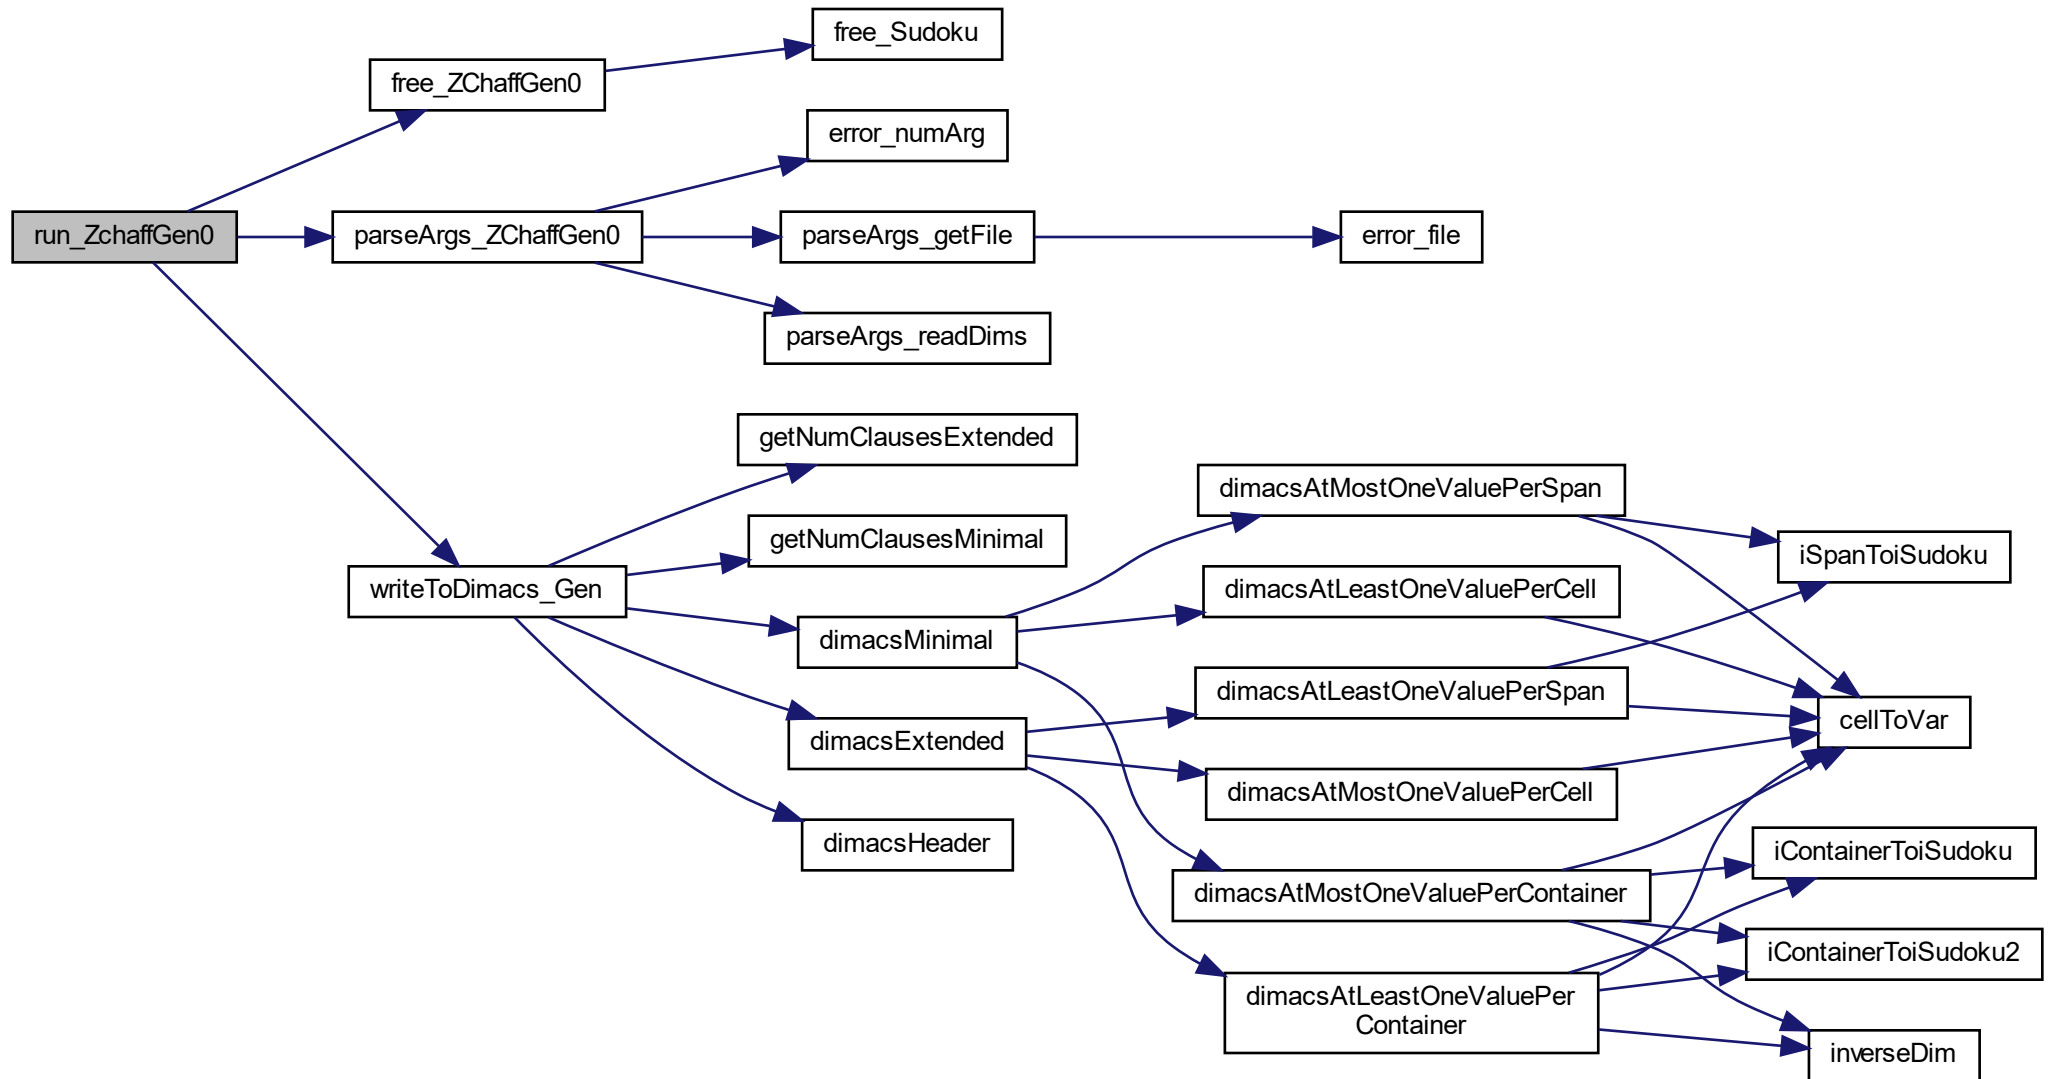 free_Sudoku
free_ZChaffGen0
error_numArg
run_ZchaffGen0
parseArgs_ZChaffGen0
parseArgs_getFile
error_file
parseArgs_readDims
getNumClausesExtended
dimacsAtMostOneValuePerSpan
getNumClausesMinimal
iSpanToiSudoku
writeToDimacs_Gen
dimacsAtLeastOneValuePerCell
dimacsMinimal
dimacsAtLeastOneValuePerSpan
cellToVar
dimacsExtended
dimacsAtMostOneValuePerCell
dimacsHeader
iContainerToiSudoku
dimacsAtMostOneValuePerContainer
iContainerToiSudoku2
dimacsAtLeastOneValuePer
Container
inverseDim